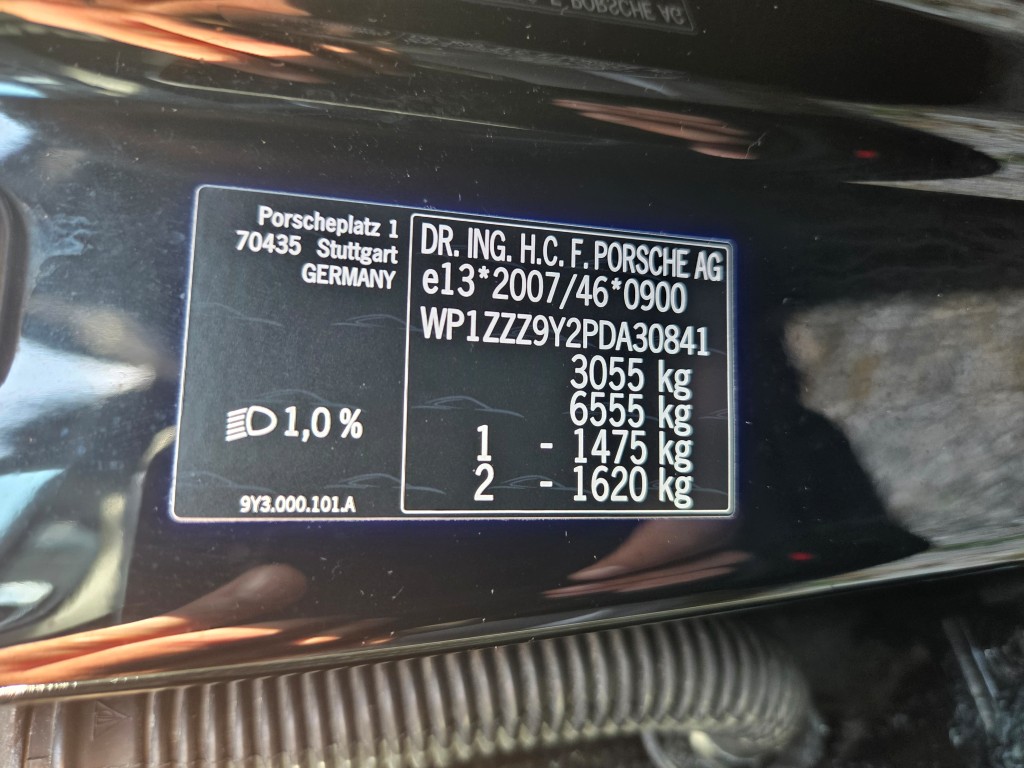 Porscheplatz 1
70435 Stuttgart
GERMANY
1,0 %
9Y3.000.101.A
DR. ING. H.C. F. PORSCHE AG
e13*2007/46*0900
WP1ZZZ9Y2PDA30841
3055 kg
6555 kg
1 - 1475 kg
2 - 1620 kg